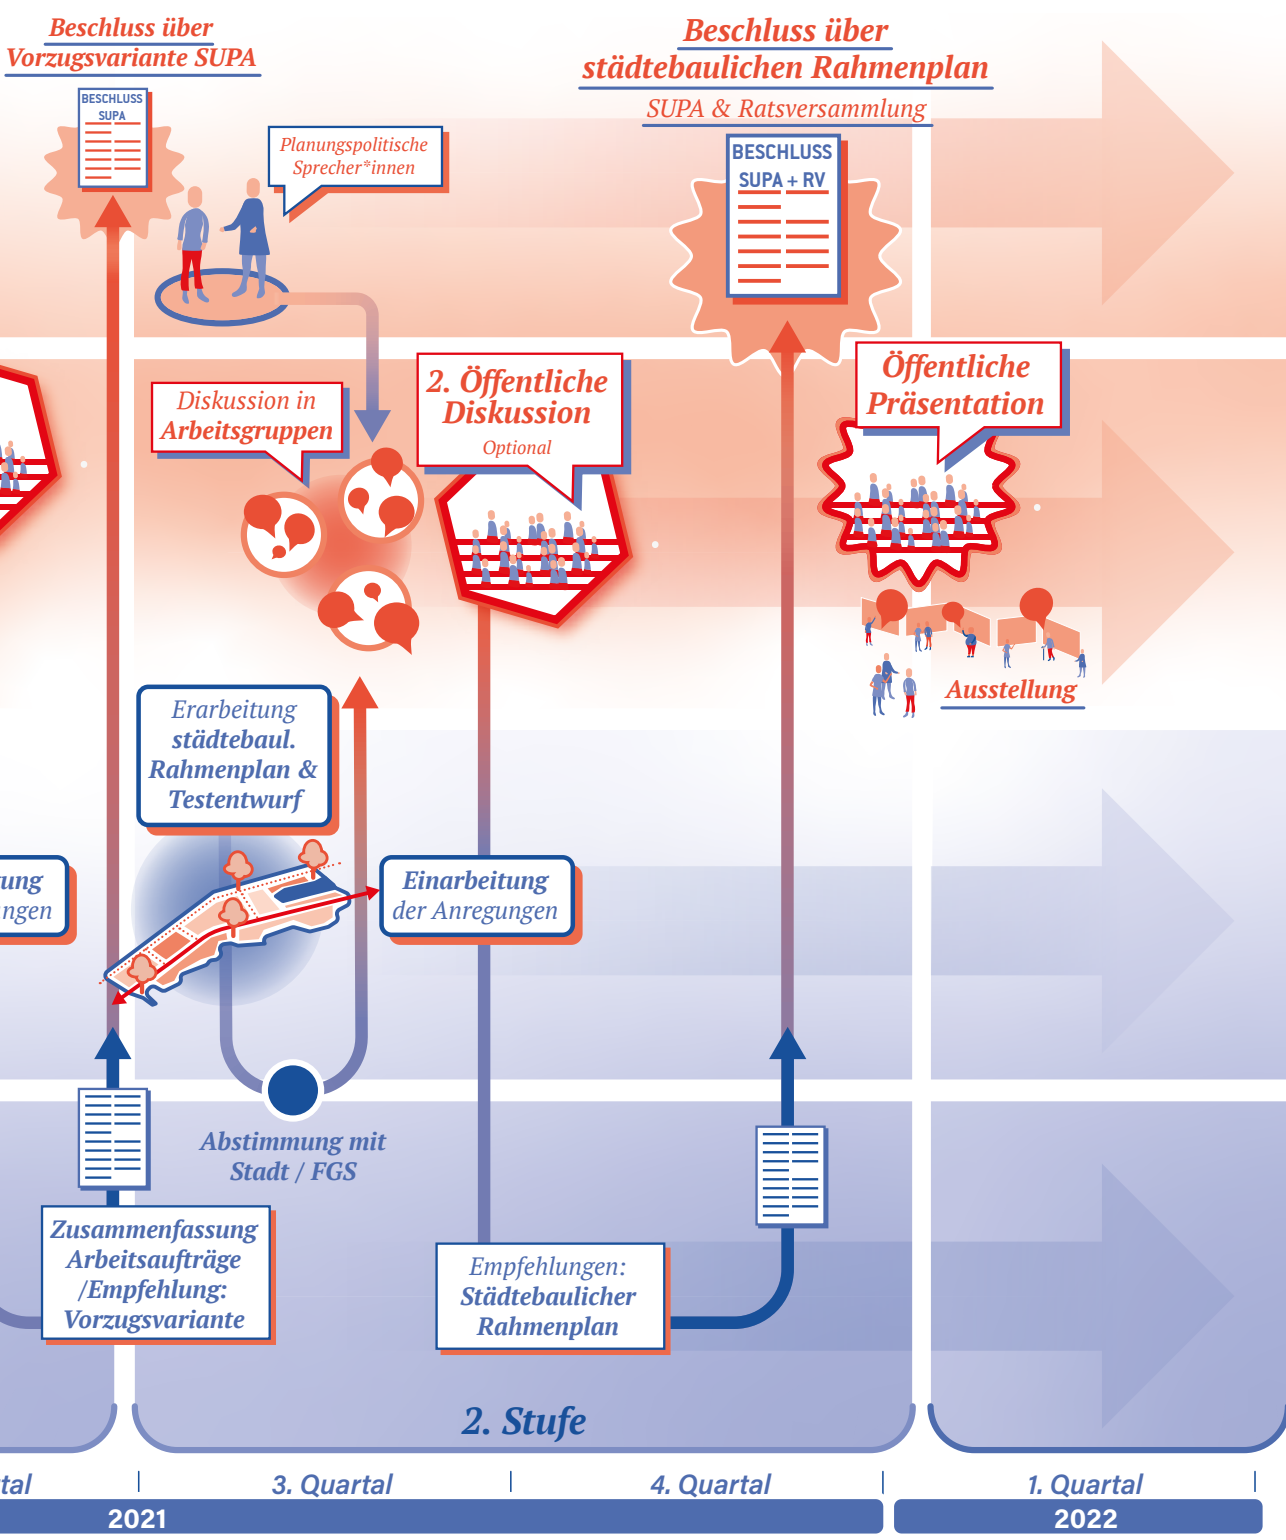 Beschluss über
Vorzugsvariante SUPA
BESCHLUSS
SUPA
Planungspolitische
Sprecher*innen
Beschluss über
städtebaulichen Rahmenplan
SUPA & Ratsversammlung
BESCHLUSS
SUPA + RV
Diskussion in
Arbeitsgruppen
2. Öffentliche
Diskussion
Optional
Öffentliche
Präsentation
Ausstellung
Erarbeitung
städtebaul.
Rahmenplan &
Testentwurf
tung
ngen
Einarbeitung
der Anregungen
Abstimmung mit
Stadt / FGS
Zusammenfassung
Arbeitsaufträge
/Empfehlung:
Vorzugsvariante
Empfehlungen:
Städtebaulicher
Rahmenplan
2. Stufe
tal
3. Quartal
4. Quartal
1. Quartal
2021
2022